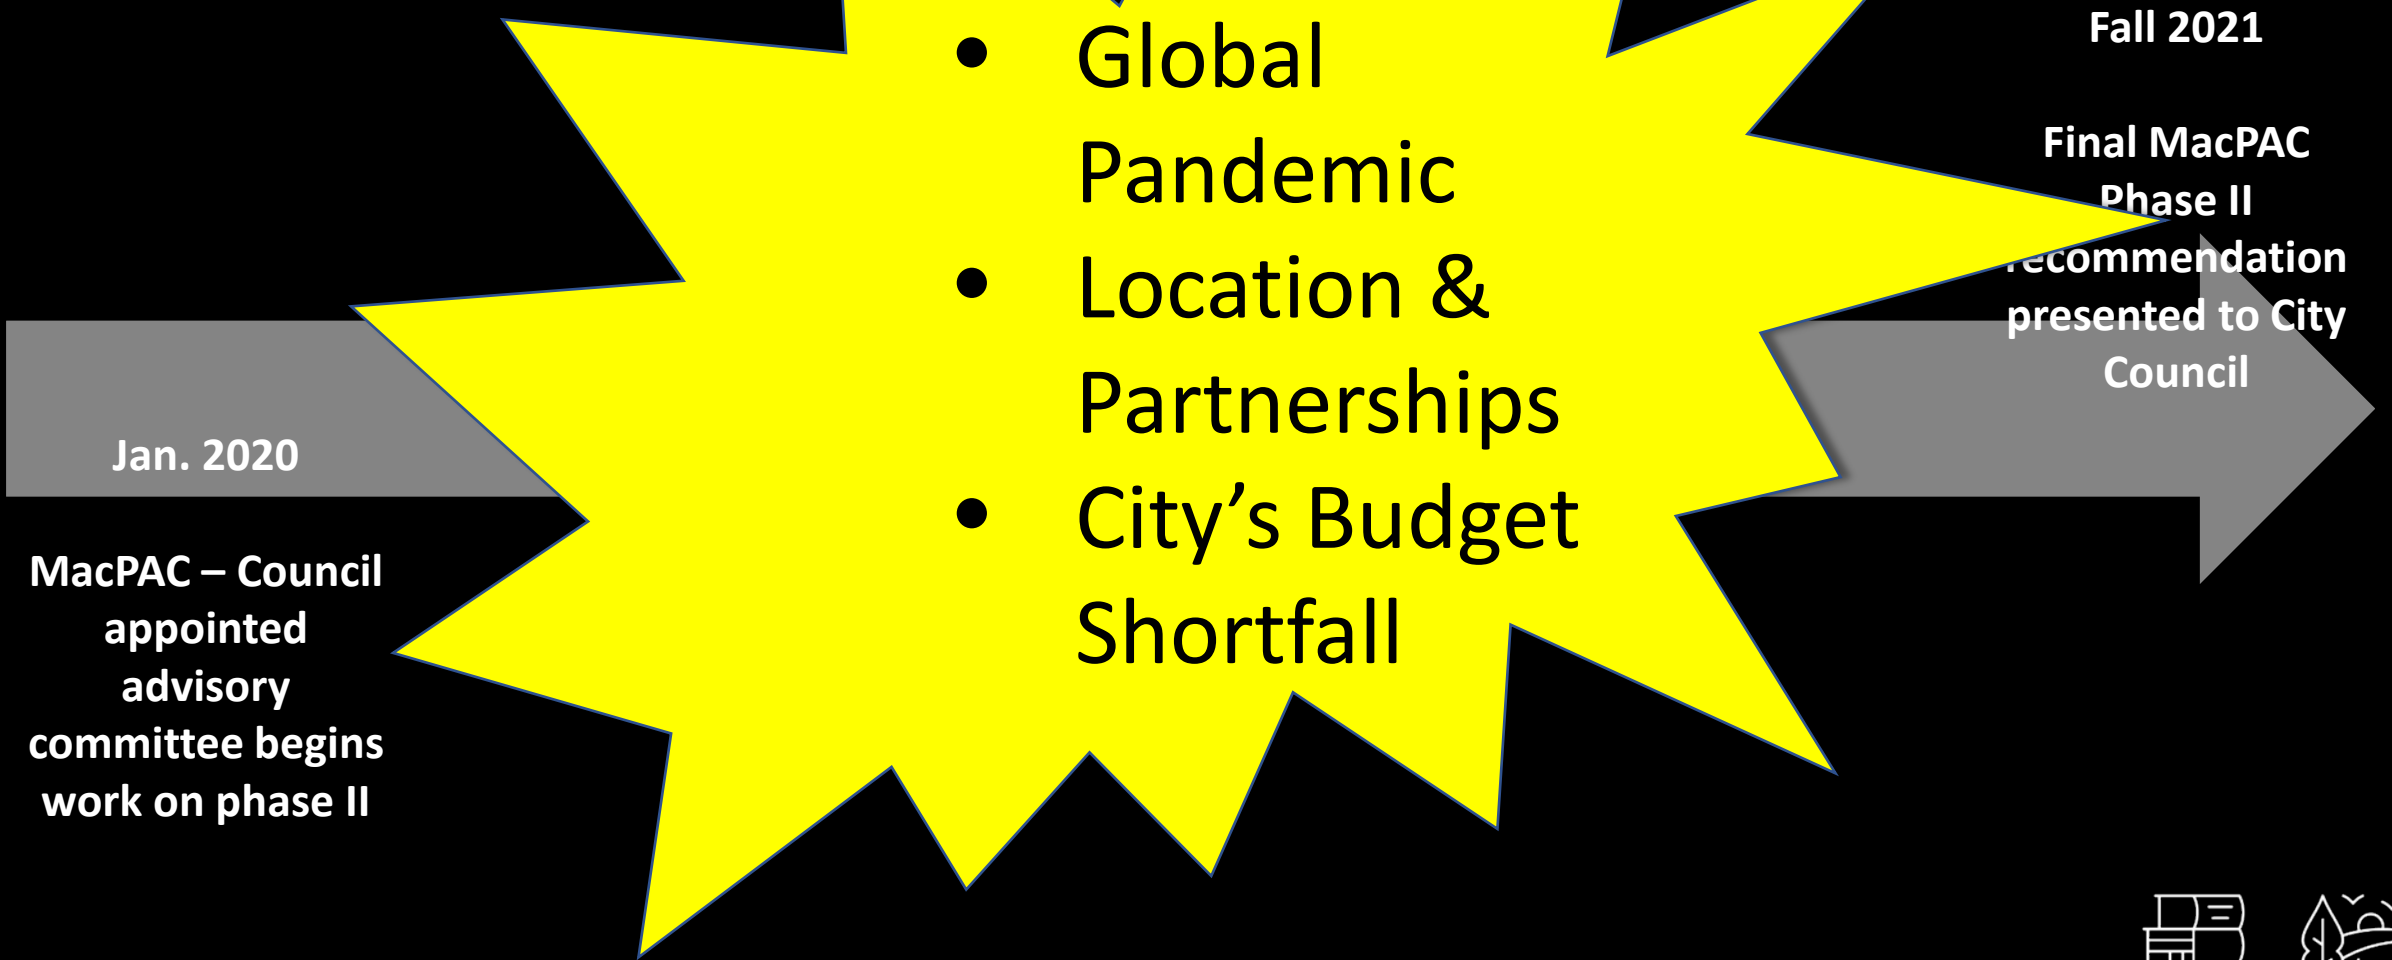 Jan. 2020
MacPAC – Council
appointed
advisory
committee begins
work on phase II
• Global
Pandemic
• Location &
Partnerships
• City’s Budget
Shortfall
Fall 2021
Final MacPAC
Phase II
recommendation
presented to City
Council